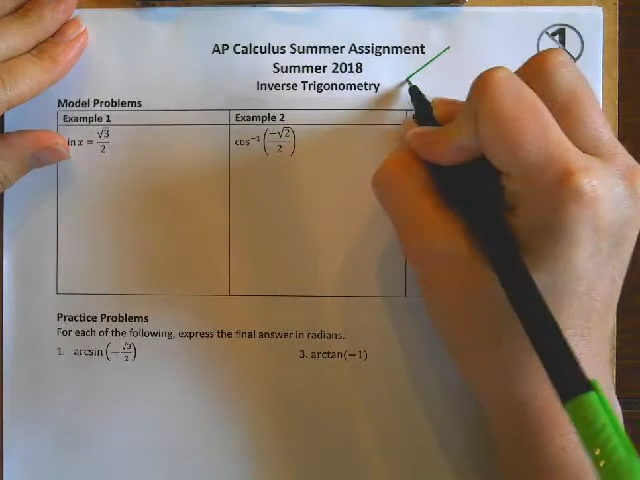 AP Calculus Summer Assignment
Summer 2018
Inverse Trigonometry
Model Problems
Example 1
Example 2
in x = √3/2
cos⁻¹(−√2/2)
Practice Problems
For each of the following, express the final answer in radians.
1. arcsin(−√3/2)
3. arctan(−1)